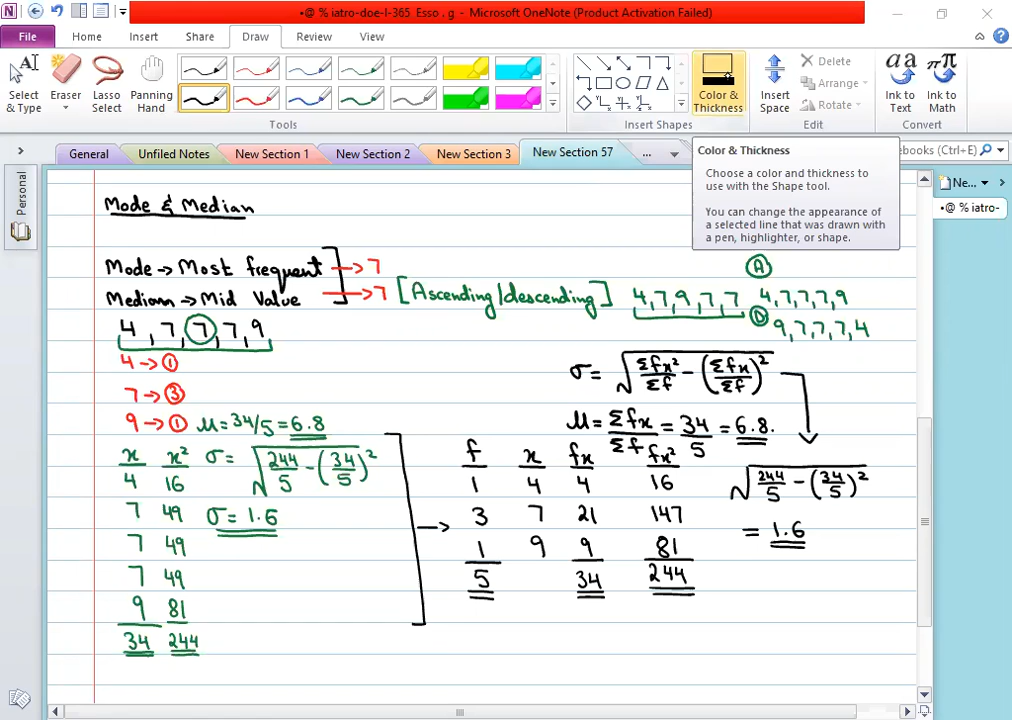 •@ % iatro-doe-I-365 Esso . g - Microsoft OneNote (Product Activation Failed)
File Home Insert Share Draw Review View
Select & Type
Eraser
Lasso Select
Panning Hand
Color & Thickness
Insert Space
Delete
Arrange
Rotate
Ink to Text
Ink to Math
Tools Insert Shapes Edit Convert
General Unfiled Notes New Section 1 New Section 2 New Section 3 New Section 57 ... ebooks (Ctrl+E)
Color & Thickness
Choose a color and thickness to
use with the Shape tool.
You can change the appearance of
a selected line that was drawn with
a pen, highlighter, or shape.
Ne...
•@ % iatro-
Personal
Mode & Median
Mode → Most frequent → 7
Median → Mid Value → 7 [Ascending/descending] 4,7,9,7,7 Ⓐ 4,7,7,7,9
Ⓓ 9,7,7,7,4
4,7,7,7,9
4 → ①
7 → ③
9 → ①
μ = 34/5 = 6.8
σ = √(Σfx²/Σf - (Σfx/Σf)²)
μ = Σfx/Σf = 34/5 = 6.8.
x x²
4 16
7 49
7 49
7 49
9 81
34 244
σ = √(244/5 - (34/5)²)
σ = 1.6
f x fx fx²
1 4 4 16
3 7 21 147
1 9 9 81
5 34 244
√(244/5 - (34/5)²)
= 1.6